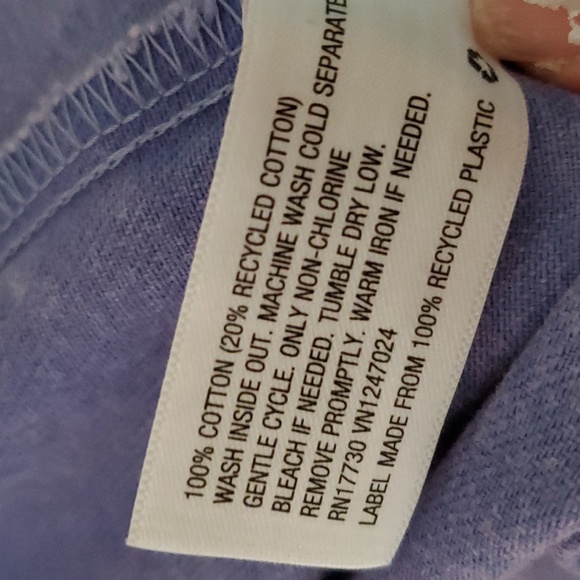 100% COTTON (20% RECYCLED COTTON)
WASH INSIDE OUT. MACHINE WASH COLD SEPARATE
GENTLE CYCLE. ONLY NON-CHLORINE
BLEACH IF NEEDED. TUMBLE DRY LOW.
REMOVE PROMPTLY. WARM IRON IF NEEDED.
RN17730 VN1247024
LABEL MADE FROM 100% RECYCLED PLASTIC